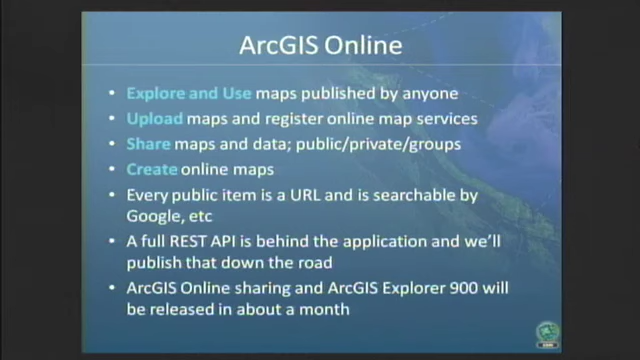 ArcGIS Online
• Explore and Use maps published by anyone
• Upload maps and register online map services
• Share maps and data; public/private/groups
• Create online maps
• Every public item is a URL and is searchable by
Google, etc
• A full REST API is behind the application and we'll
publish that down the road
• ArcGIS Online sharing and ArcGIS Explorer 900 will
be released in about a month